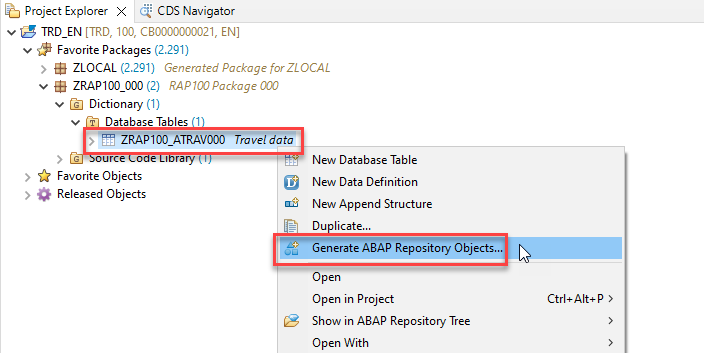 Project Explorer CDS Navigator
TRD_EN [TRD, 100, CB0000000021, EN]
Favorite Packages (2.291)
ZLOCAL (2.291) Generated Package for ZLOCAL
ZRAP100_000 (2) RAP100 Package 000
Dictionary (1)
Database Tables (1)
ZRAP100_ATRAV000 Travel data
Source Code Library (1)
Favorite Objects
Released Objects
New Database Table
New Data Definition
New Append Structure
Duplicate...
Generate ABAP Repository Objects...
Open
Open in Project Ctrl+Alt+P >
Show in ABAP Repository Tree >
Open With >